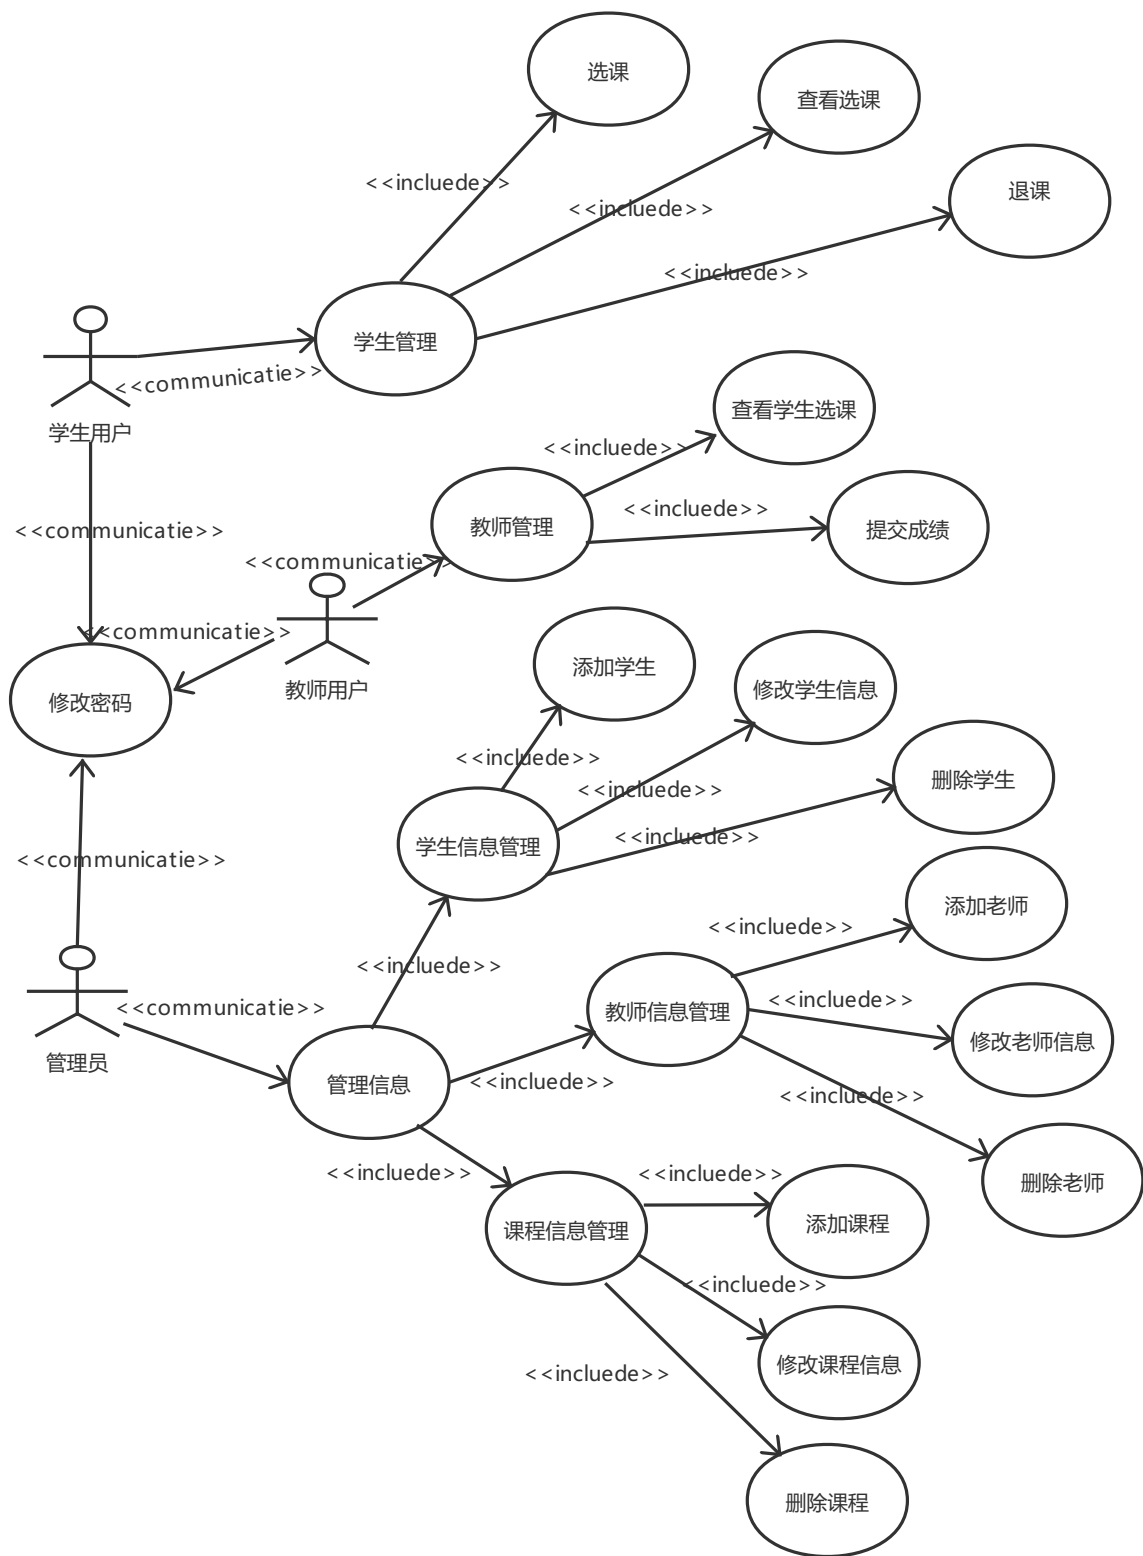 选课
查看选课
<<incluede>>
退课
<<incluede>>
<<incluede>>
学生管理
<<communicatie>>
学生用户
查看学生选课
<<incluede>>
<<incluede>>
教师管理
提交成绩
<<communicatie>>
<<communicatie>>
<<communicatie>>
教师用户
修改密码
添加学生
修改学生信息
<<incluede>>
<<incluede>>
删除学生
<<incluede>>
学生信息管理
<<communicatie>>
添加老师
<<incluede>>
<<incluede>>
<<incluede>>
<<communicatie>>
教师信息管理
修改老师信息
管理员
管理信息
<<incluede>>
<<incluede>>
<<incluede>>
<<incluede>>
删除老师
课程信息管理
添加课程
<<incluede>>
修改课程信息
<<incluede>>
删除课程